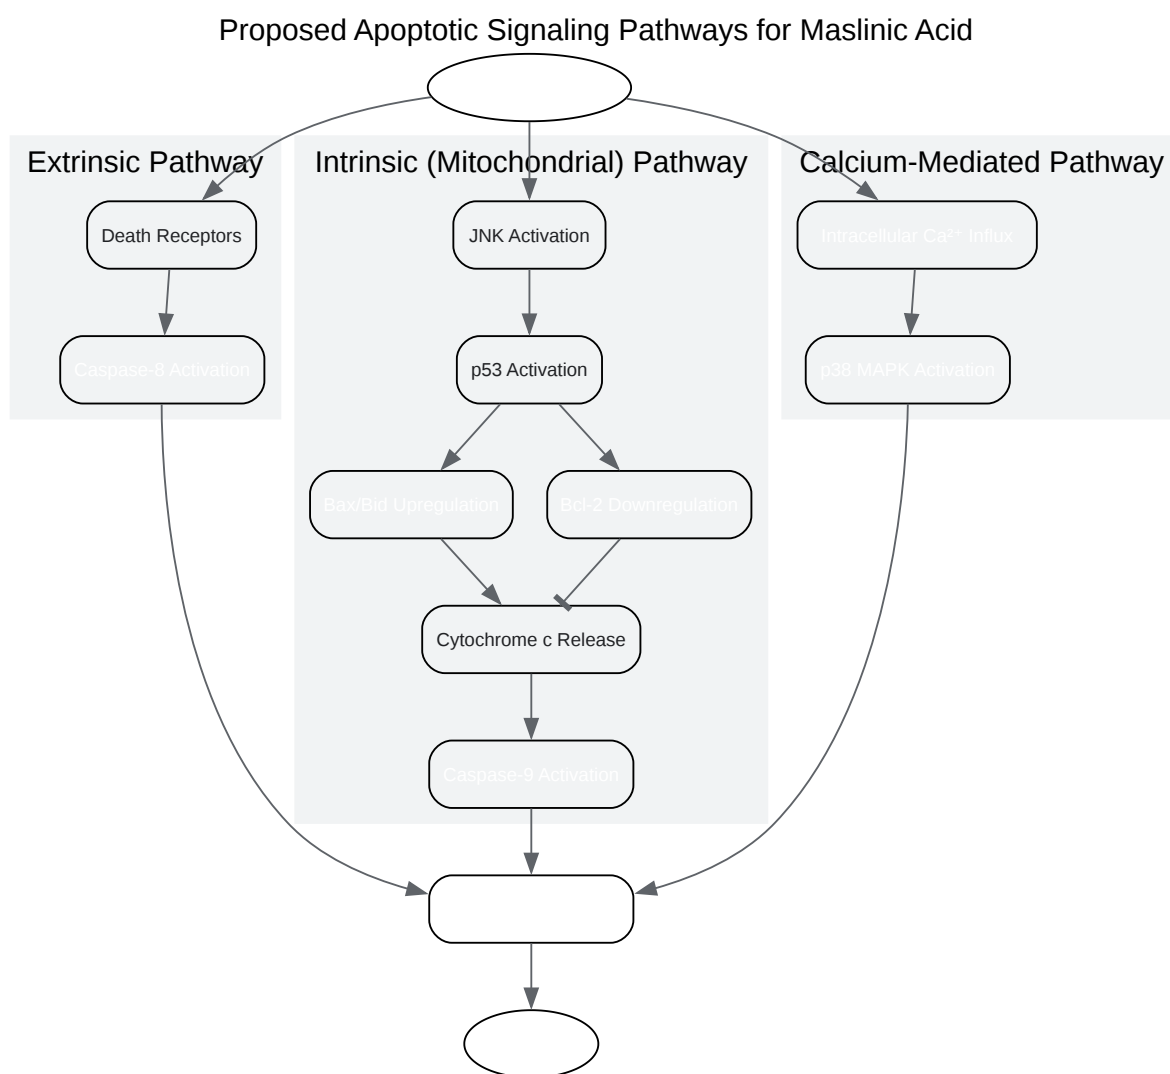 Proposed Apoptotic Signaling Pathways for Maslinic Acid
Extrinsic Pathway
Intrinsic (Mitochondrial) Pathway
Calcium-Mediated Pathway
Death Receptors
JNK Activation
Intracellular Ca²⁺ Influx
Caspase-8 Activation
p53 Activation
p38 MAPK Activation
Bax/Bid Upregulation
Bcl-2 Downregulation
Cytochrome c Release
Caspase-9 Activation